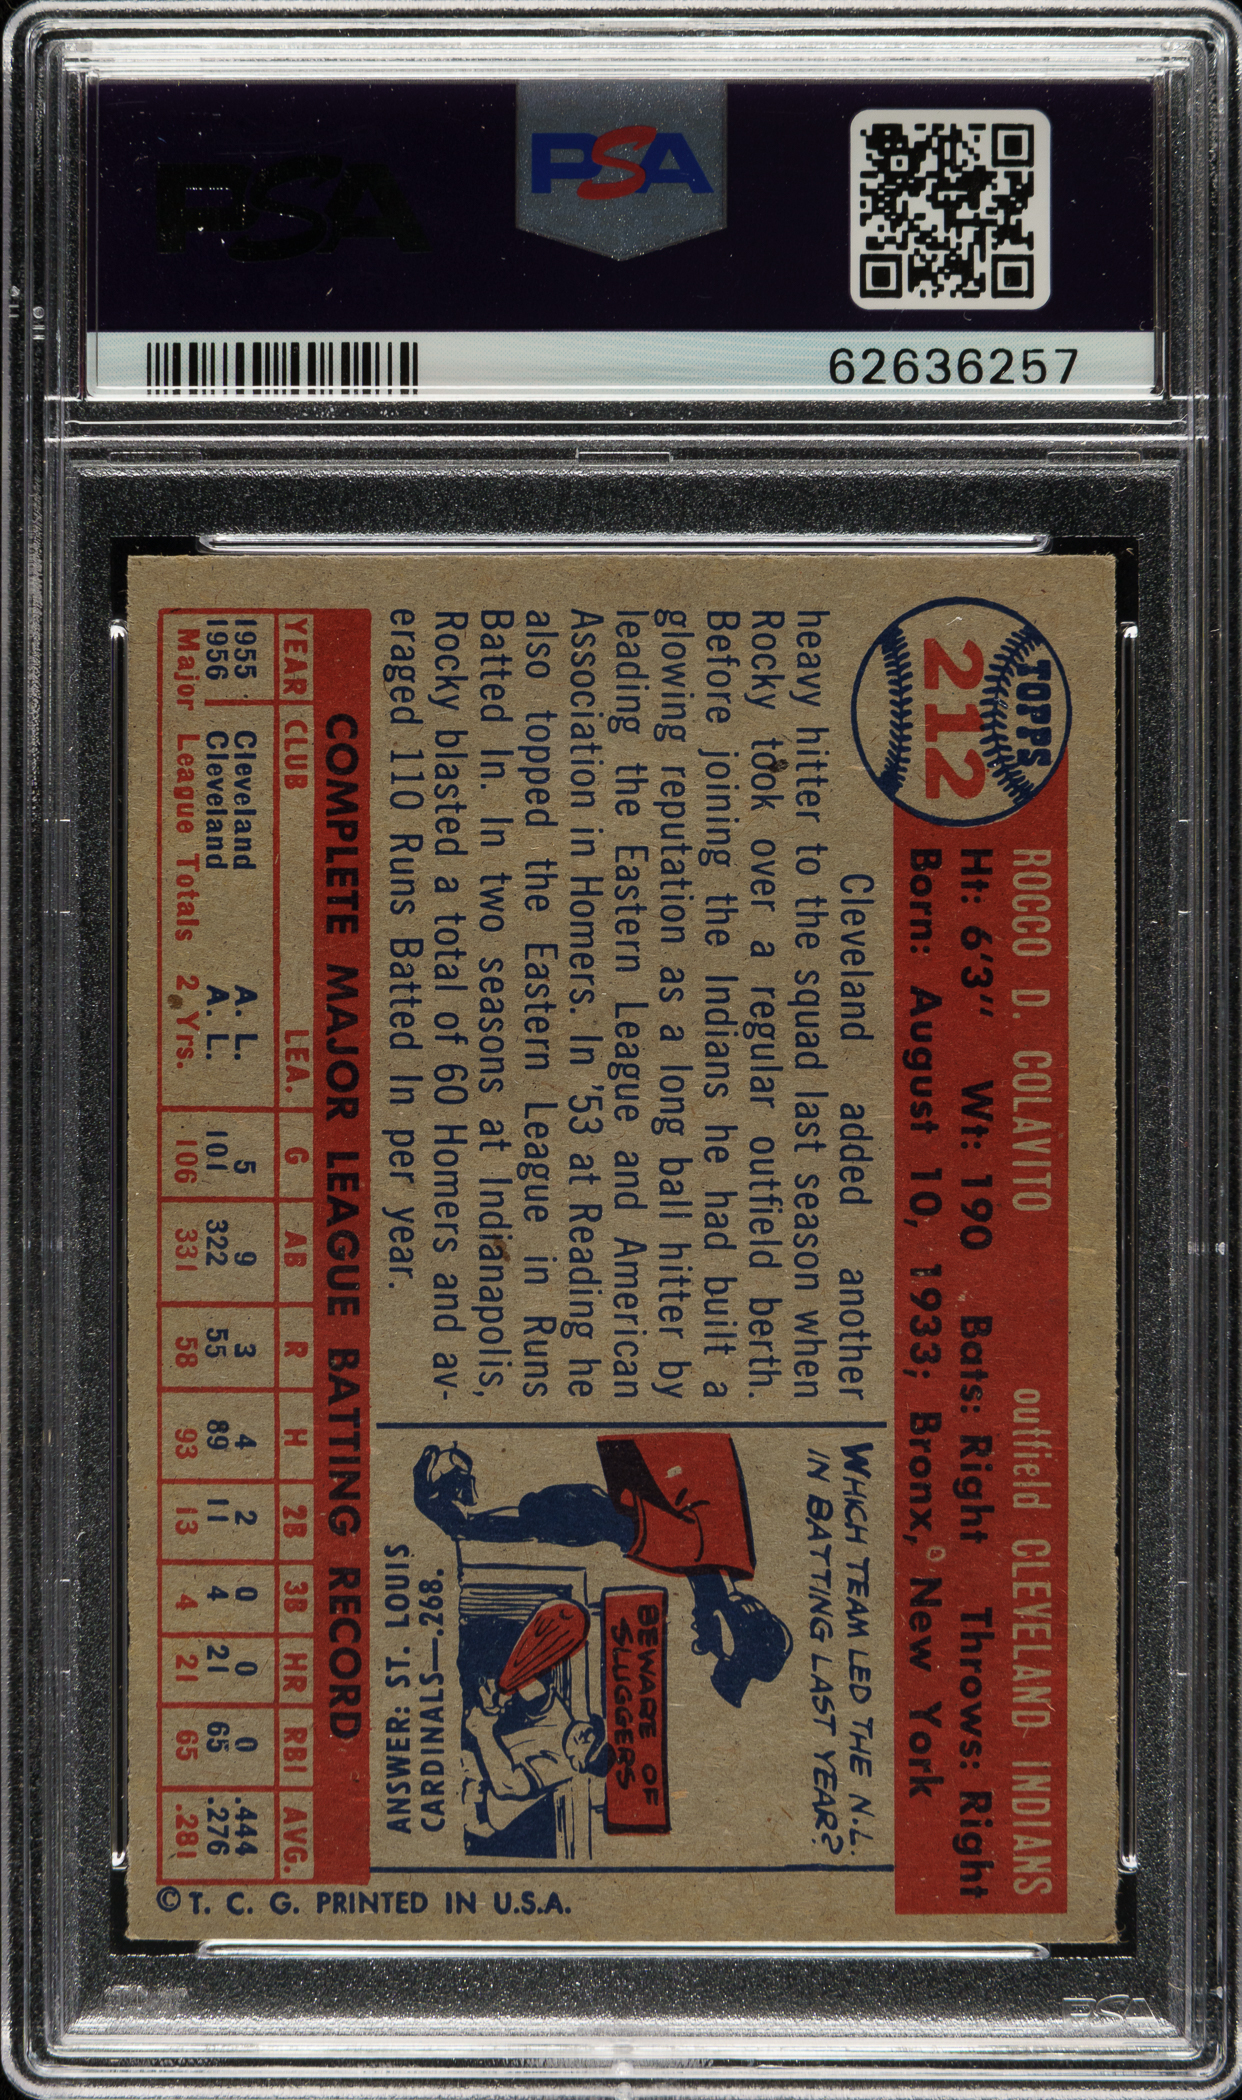 PSA
PSA
62636257
TOPPS
212
ROCCO D. COLAVITO outfield CLEVELAND INDIANS
Ht: 6'3" Wt: 190 Bats: Right Throws: Right
Born: August 10, 1933; Bronx, New York
Cleveland added another
heavy hitter to the squad last season when
Rocky took over a regular outfield berth.
Before joining the Indians he had built a
glowing reputation as a long ball hitter by
leading the Eastern League and American
Association in Homers. In '53 at Reading he
also topped the Eastern League in Runs
Batted In. In two seasons at Indianapolis,
Rocky blasted a total of 60 Homers and av-
eraged 110 Runs Batted In per year.
WHICH TEAM LED THE N.L.
IN BATTING LAST YEAR?
BEWARE OF
SLUGGERS
ANSWER: ST. LOUIS
CARDINALS—.268.
COMPLETE MAJOR LEAGUE BATTING RECORD
YEAR CLUB LEA. G AB R H 2B 3B HR RBI AVG.
1955 Cleveland A. L. 5 9 3 4 2 0 0 0 .444
1956 Cleveland A. L. 101 322 55 89 11 4 21 65 .276
Major League Totals 2 Yrs. 106 331 58 93 13 4 21 65 .281
© T. C. G. PRINTED IN U.S.A.
PSA